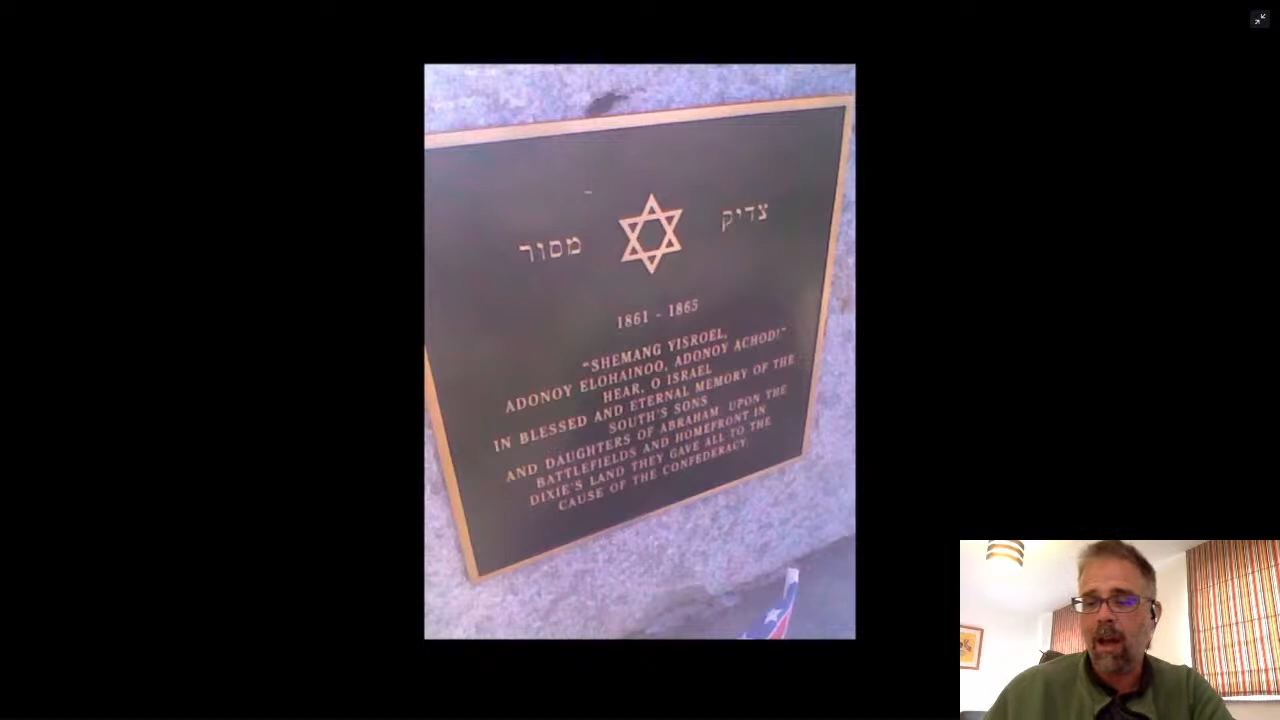 צדיק מסור
1861 - 1865
"SHEMANG YISROEL,
ADONOY ELOHAINOO, ADONOY ACHOD!"
HEAR, O ISRAEL
IN BLESSED AND ETERNAL MEMORY OF THE
SOUTH'S SONS
AND DAUGHTERS OF ABRAHAM UPON THE
BATTLEFIELDS AND HOMEFRONT IN
DIXIE'S LAND THEY GAVE ALL TO THE
CAUSE OF THE CONFEDERACY.